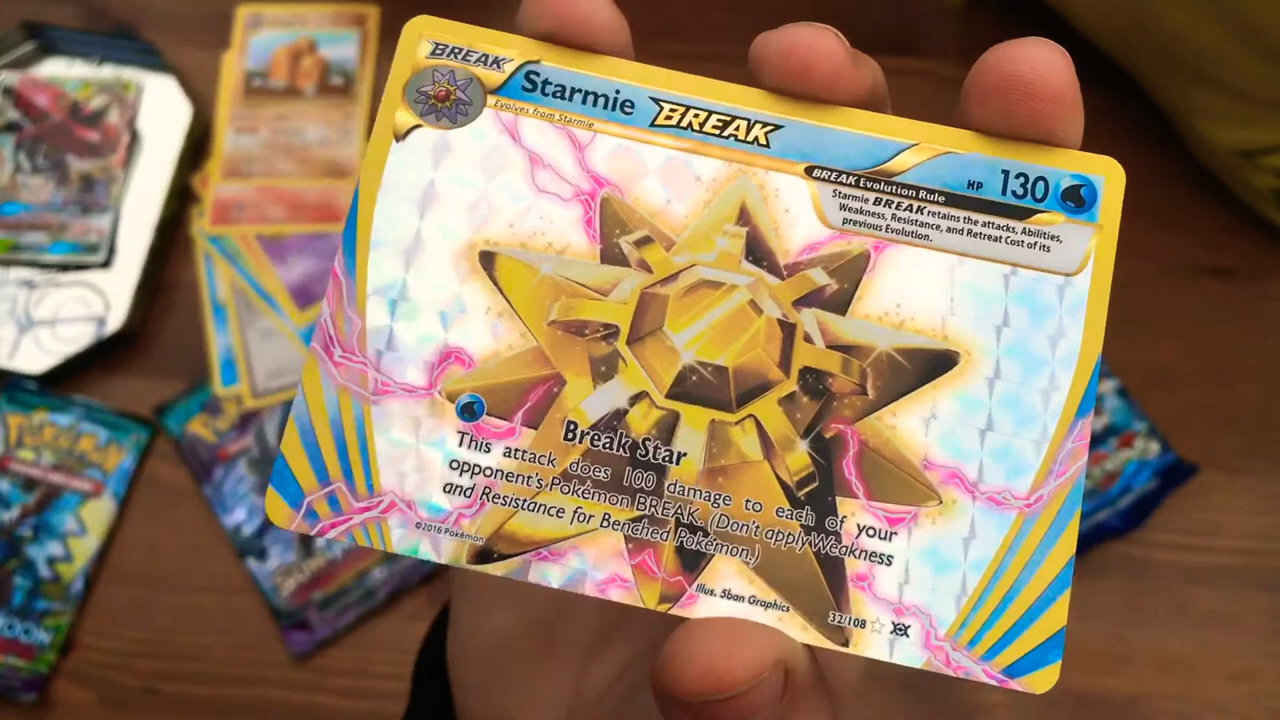 BREAK
Starmie BREAK
Evolves from Starmie
HP 130
BREAK Evolution Rule
Starmie BREAK retains the attacks, Abilities,
Weakness, Resistance, and Retreat Cost of its
previous Evolution.
Break Star
This attack does 100 damage to each of your
opponent's Pokémon BREAK. (Don't apply Weakness
and Resistance for Benched Pokémon.)
©2016 Pokémon
Illus. 5ban Graphics
32/108
POKéMON